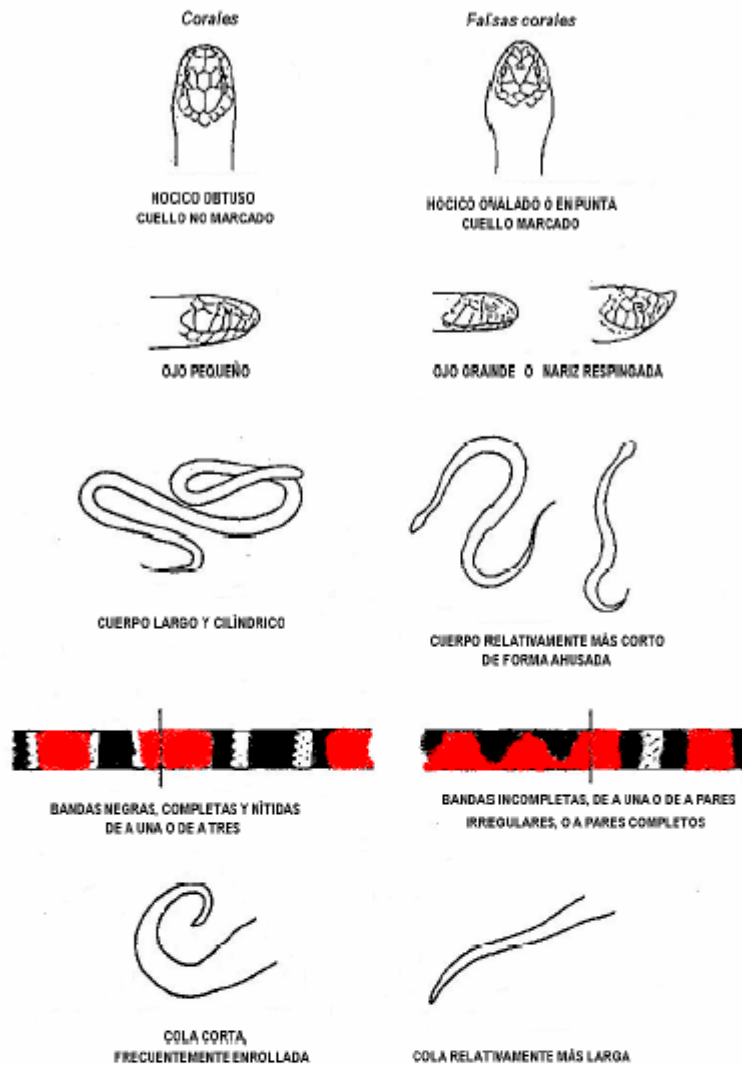 Corales
Falsas corales
HOCICO OBTUSO
CUELLO NO MARCADO
HOCICO OVALADO O EN PUNTA
CUELLO MARCADO
OJO PEQUEÑO
OJO GRANDE O NARIZ RESPINGADA
CUERPO LARGO Y CILÍNDRICO
CUERPO RELATIVAMENTE MÁS CORTO
DE FORMA AHUSADA
BANDAS NEGRAS, COMPLETAS Y NÍTIDAS
DE A UNA O DE A TRES
BANDAS INCOMPLETAS, DE A UNA O DE A PARES
IRREGULARES, O A PARES COMPLETOS
COLA CORTA,
FRECUENTEMENTE ENROLLADA
COLA RELATIVAMENTE MÁS LARGA